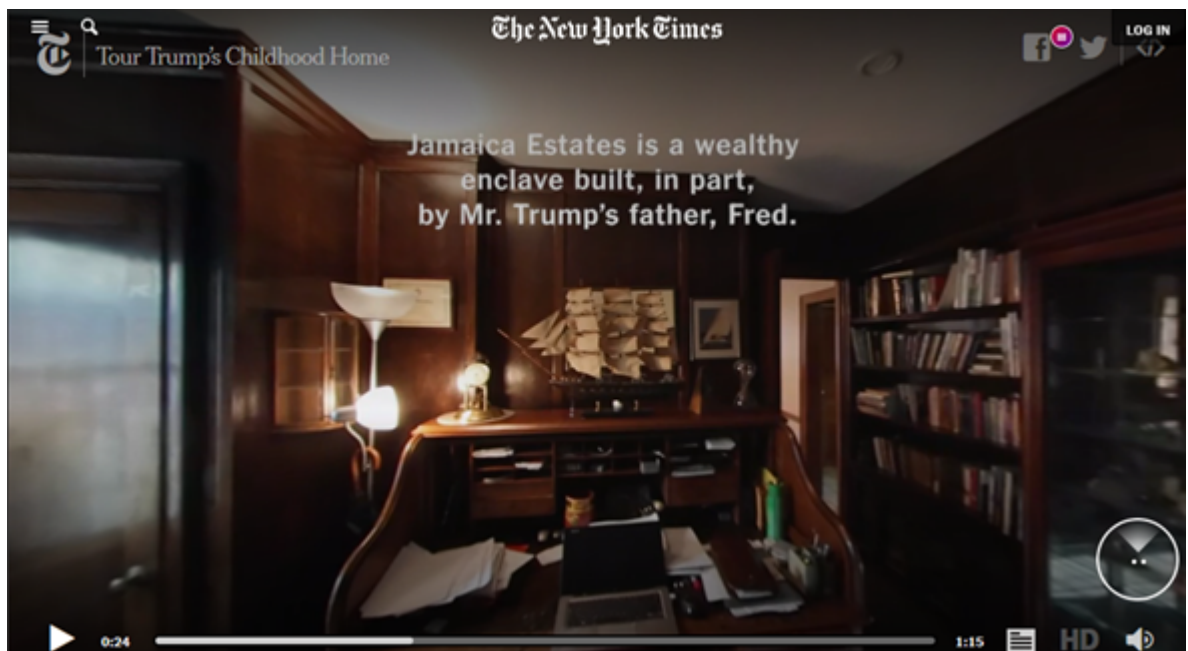 The New York Times
LOG IN
T
Tour Trump's Childhood Home
f
</>
Jamaica Estates is a wealthy
enclave built, in part,
by Mr. Trump's father, Fred.
0:24
1:15
HD